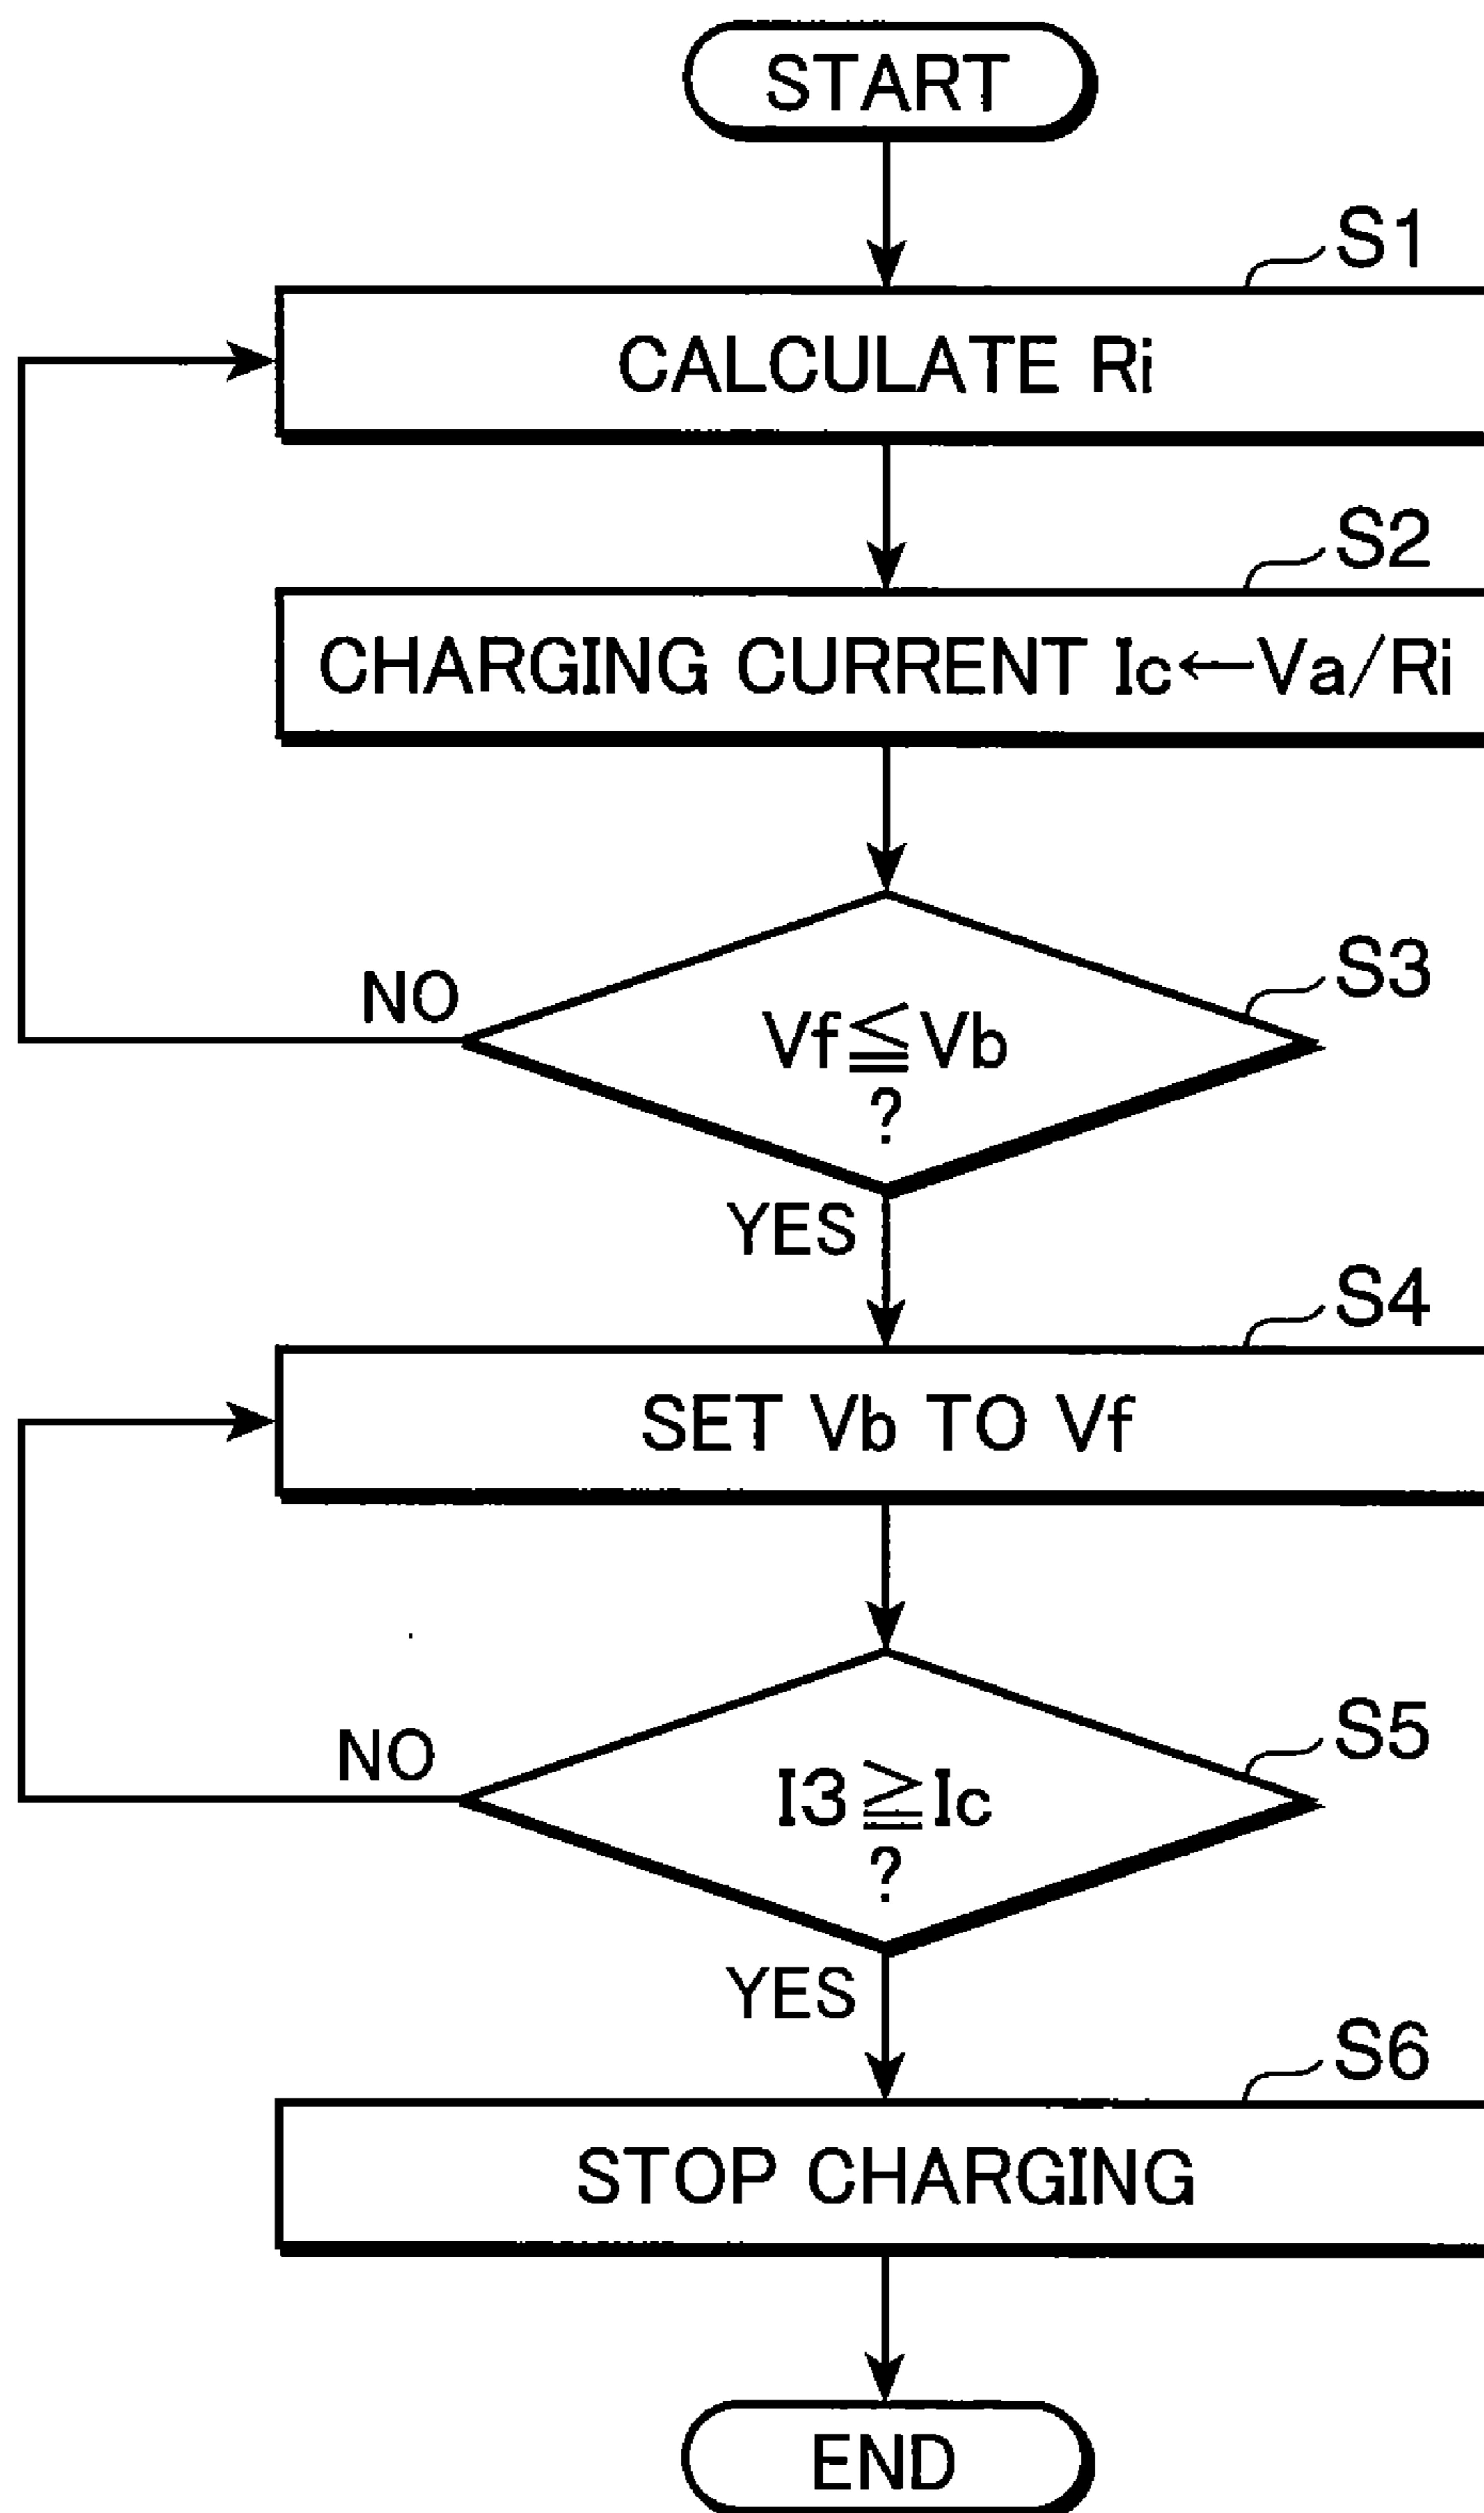 START
S1
CALCULATE Ri
S2
CHARGING CURRENT Ic←Va/Ri
S3
NO
Vf≦Vb
?
YES
S4
SET Vb TO Vf
S5
NO
I3≧Ic
?
YES
S6
STOP CHARGING
END